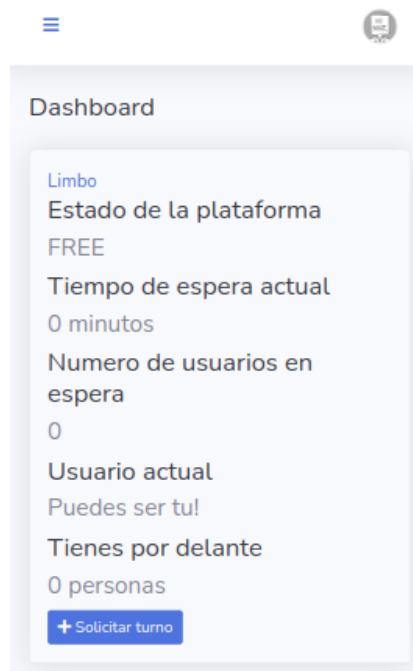 Dashboard
Limbo
Estado de la plataforma
FREE
Tiempo de espera actual
0 minutos
Numero de usuarios en
espera
0
Usuario actual
Puedes ser tu!
Tienes por delante
0 personas
+ Solicitar turno